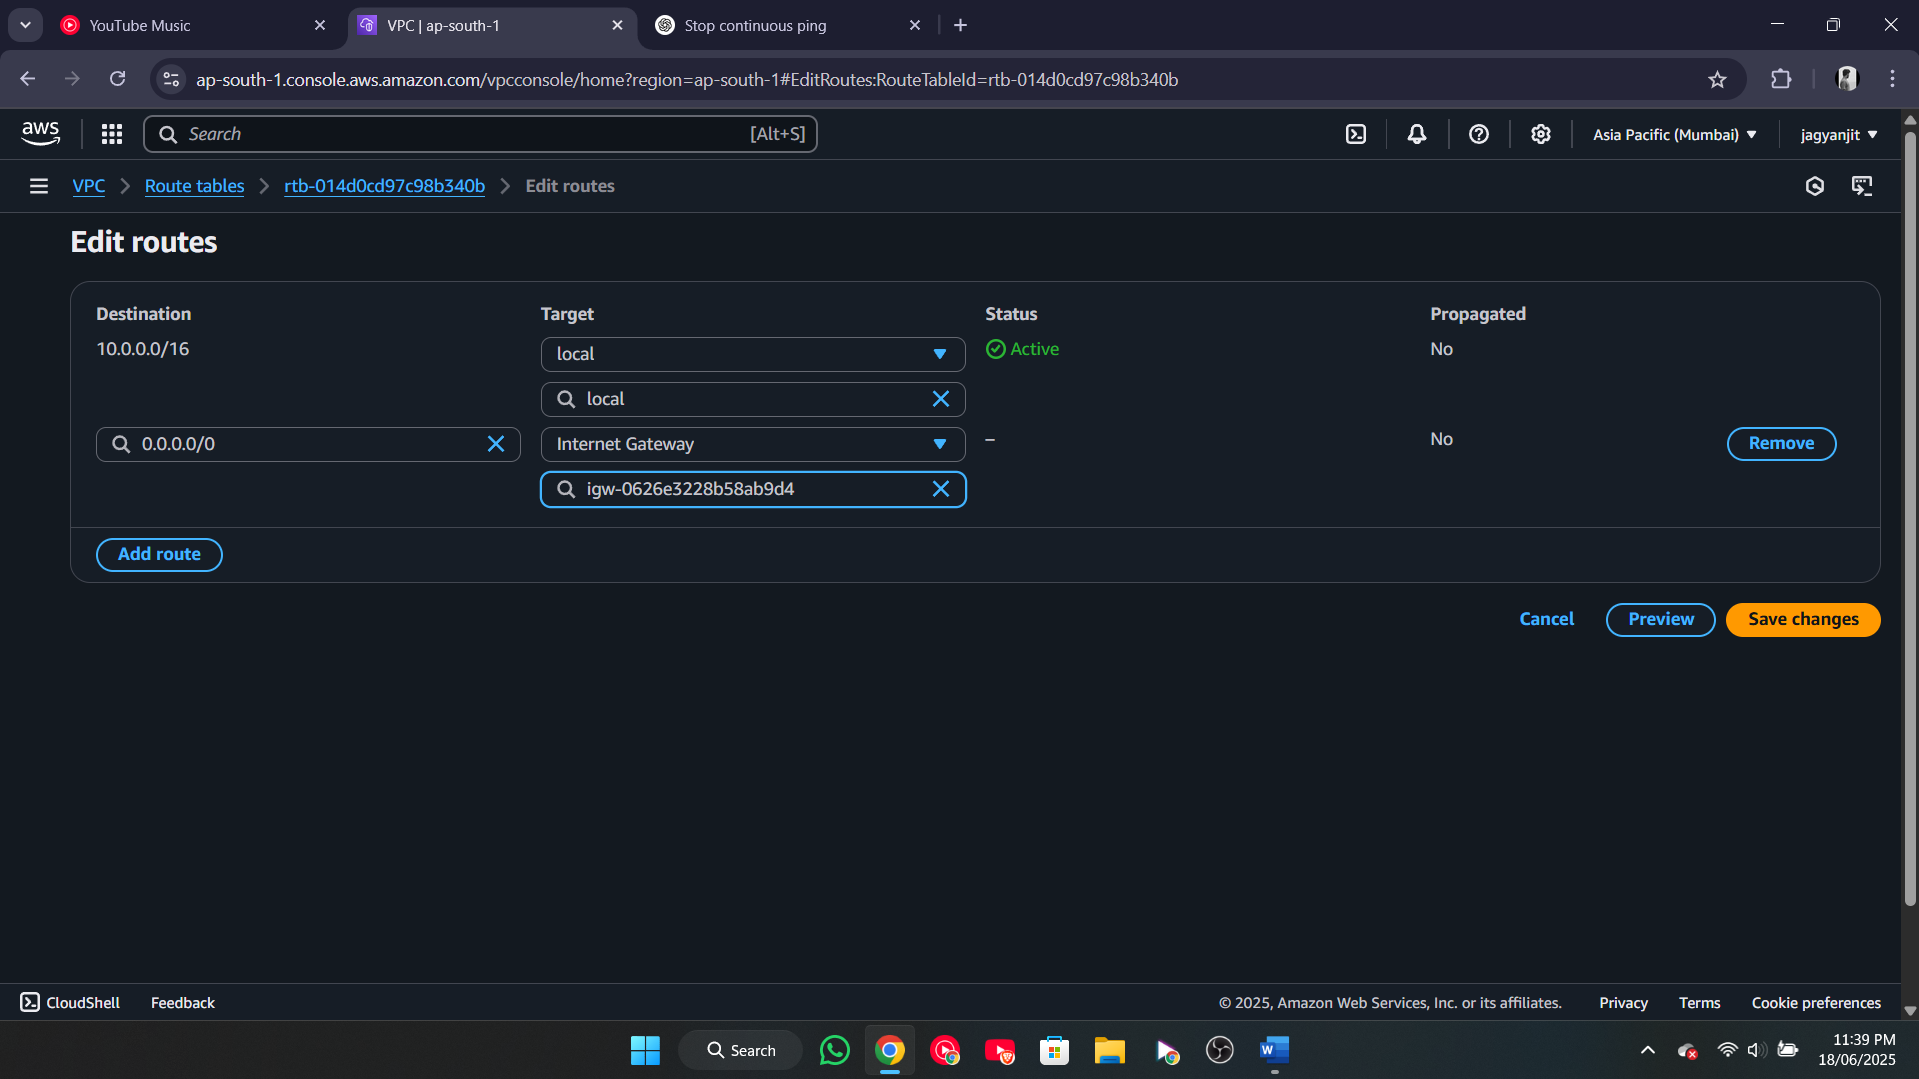 YouTube Music
VPC | ap-south-1
Stop continuous ping
ap-south-1.console.aws.amazon.com/vpcconsole/home?region=ap-south-1#EditRoutes:RouteTableId=rtb-014d0cd97c98b340b
aws
Search
[Alt+S]
Asia Pacific (Mumbai)
jagyanjit
VPC
Route tables
rtb-014d0cd97c98b340b
Edit routes
Edit routes
Destination
Target
Status
Propagated
10.0.0.0/16
local
Active
No
local
0.0.0.0/0
Internet Gateway
–
No
Remove
igw-0626e3228b58ab9d4
Add route
Cancel
Preview
Save changes
CloudShell
Feedback
© 2025, Amazon Web Services, Inc. or its affiliates.
Privacy
Terms
Cookie preferences
Search
W
11:39 PM
18/06/2025